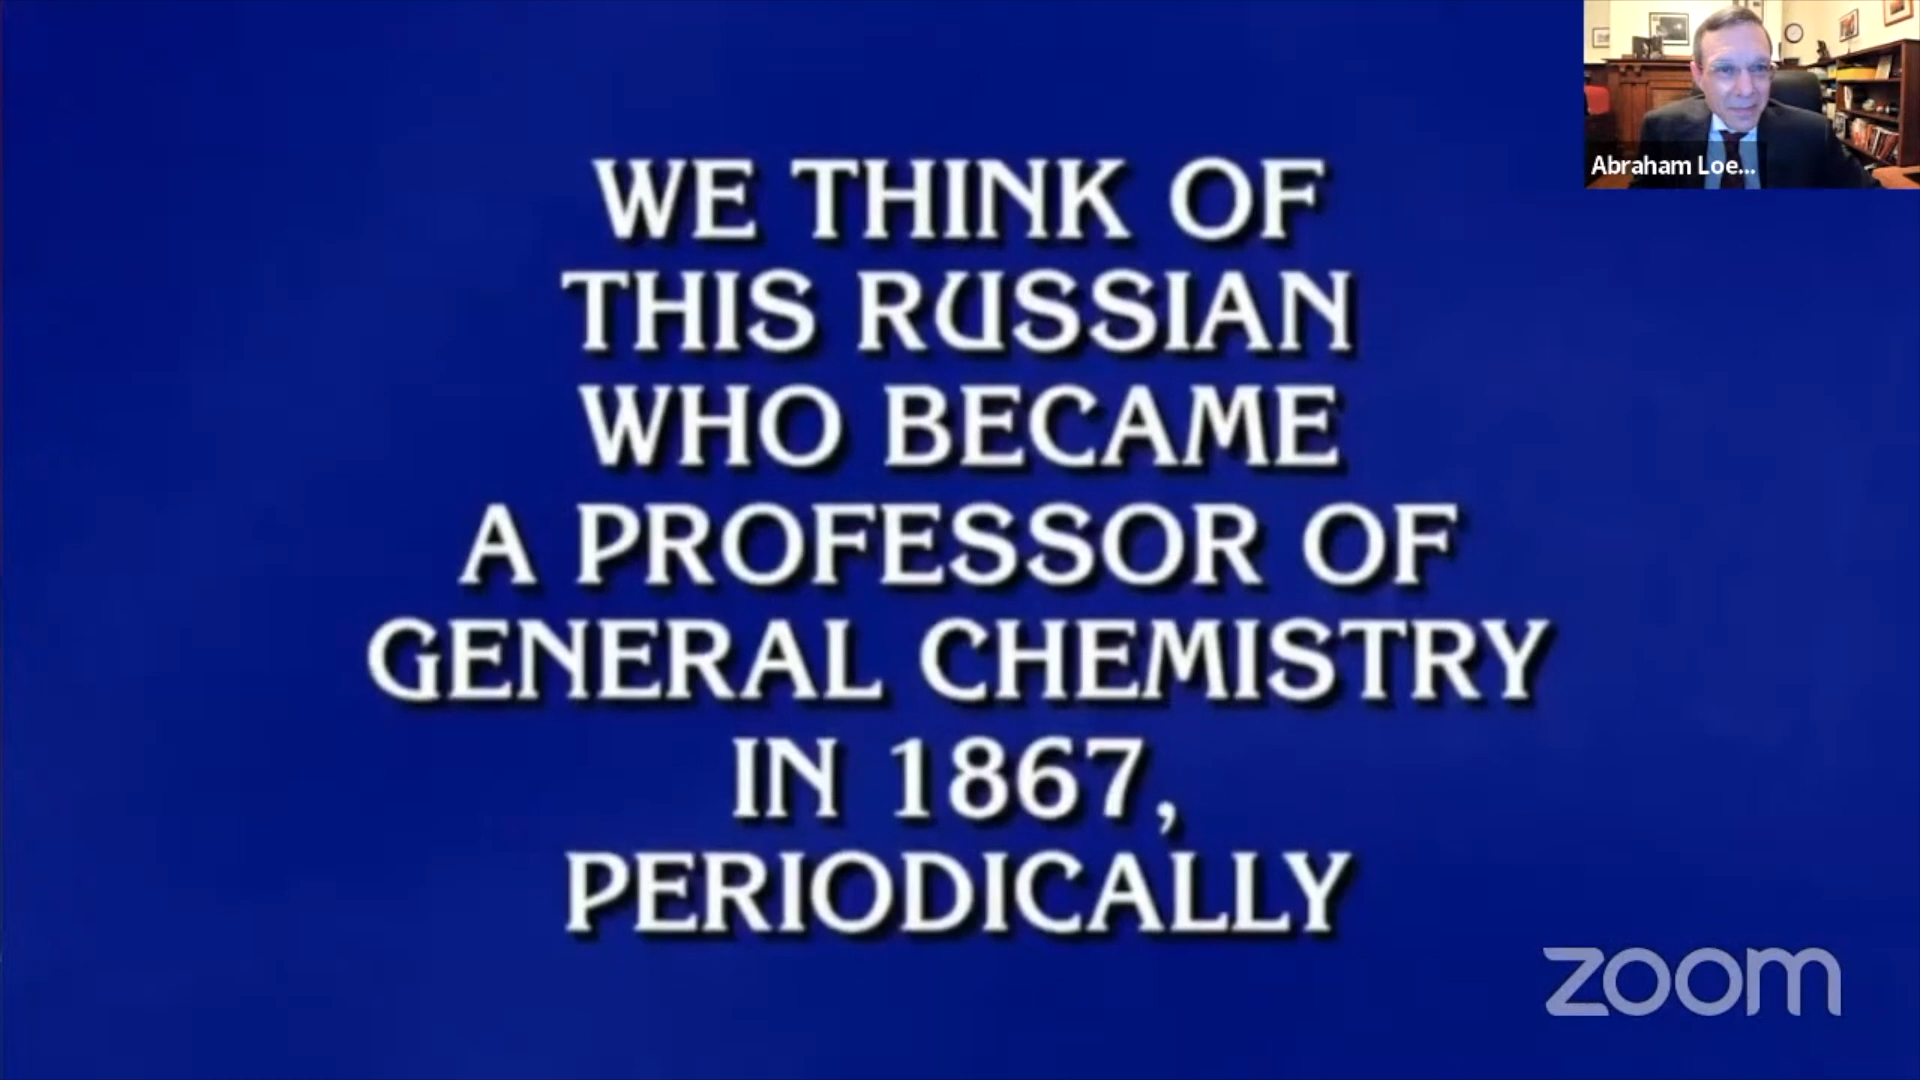 WE THINK OF
THIS RUSSIAN
WHO BECAME
A PROFESSOR OF
GENERAL CHEMISTRY
IN 1867,
PERIODICALLY
Abraham Loe...
zoom